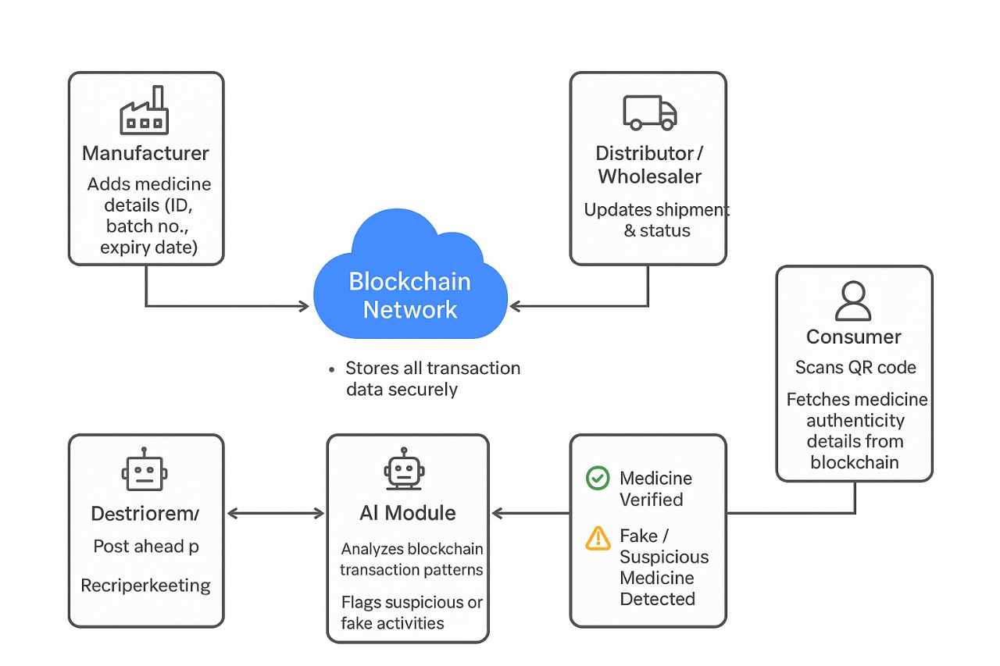 Manufacturer
Adds medicine
details (ID,
batch no.,
expiry date)
Distributor /
Wholesaler
Updates shipment
& status
Blockchain
Network
• Stores all transaction
data securely
Consumer
Scans QR code
Fetches medicine
authenticity
details from
blockchain
Destriorem/
Post ahead p
Recriperkeeting
AI Module
Analyzes blockchain
transaction patterns
Flags suspicious or
fake activities
Medicine
Verified
Fake /
Suspicious
Medicine
Detected